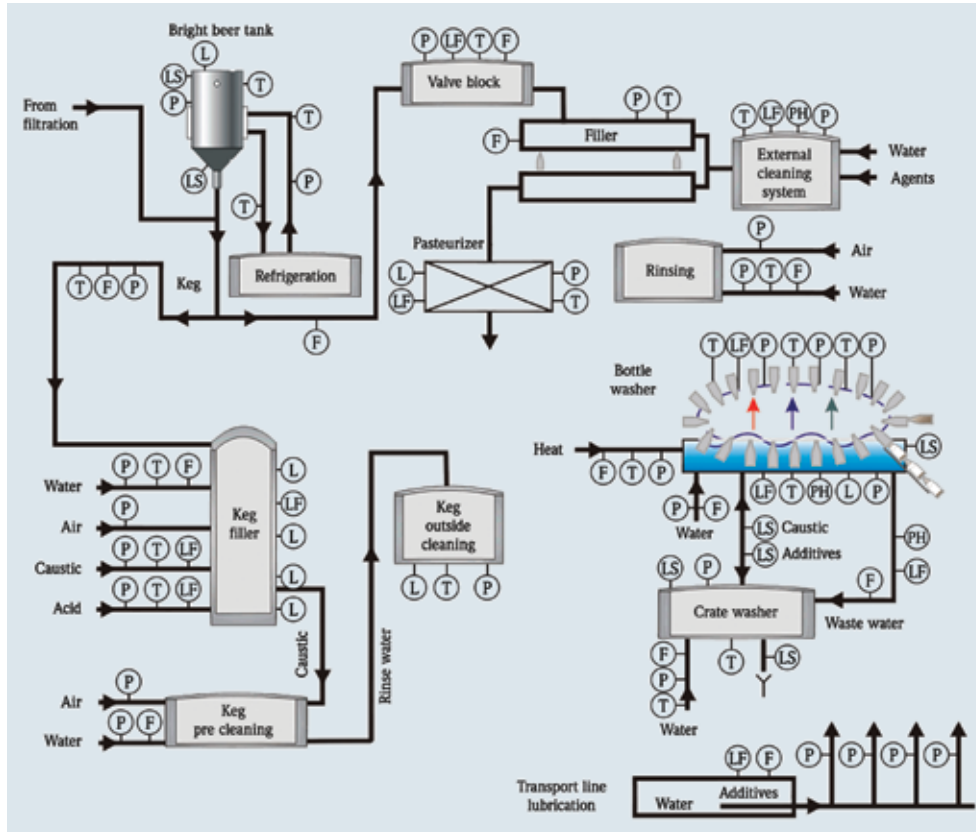 Bright beer tank
L
LS
T
P
From
filtration
T
LS
P
T
Refrigeration
P
LF
T
F
Valve block
P
T
F
Filler
T
LF
PH
P
External
cleaning
system
Water
Agents
Pasteurizer
L
LF
P
T
P
Air
Rinsing
P
T
F
Water
T
F
P
Keg
F
Bottle
washer
T
LF
P
T
P
T
P
Heat
F
T
P
LS
LF
T
PH
L
P
P
F
Water
LS
Caustic
LS
Additives
PH
LF
F
Waste water
LS
P
Crate washer
T
LS
F
P
T
Water
P
T
F
Water
P
Air
P
T
LF
Caustic
P
T
LF
Acid
Keg
filler
L
LF
L
L
L
Caustic
Rinse water
Keg
outside
cleaning
L
T
P
P
Air
P
F
Water
Keg
pre cleaning
Transport line
lubrication
LF
F
Additives
Water
P
P
P
P